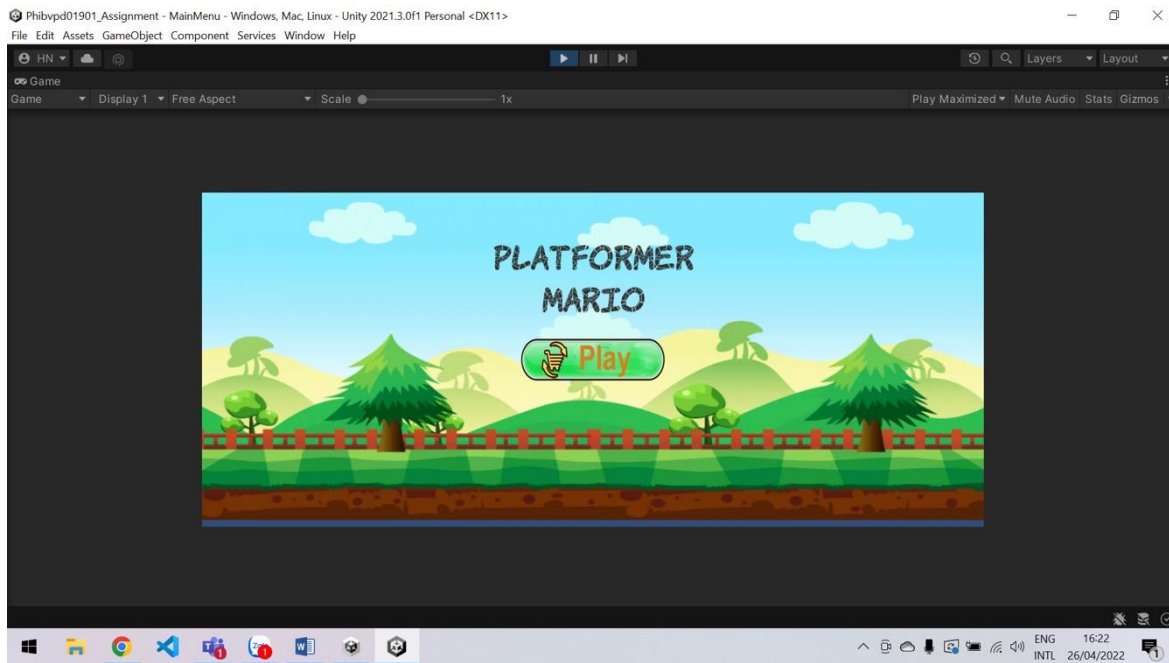 Phibvpd01901_Assignment - MainMenu - Windows, Mac, Linux - Unity 2021.3.0f1 Personal <DX11>
File Edit Assets GameObject Component Services Window Help
HN Layers Layout
Game
Game Display 1 Free Aspect Scale 1x Play Maximized Mute Audio Stats Gizmos
PLATFORMER
MARIO
Play
ENG 16:22
INTL 26/04/2022